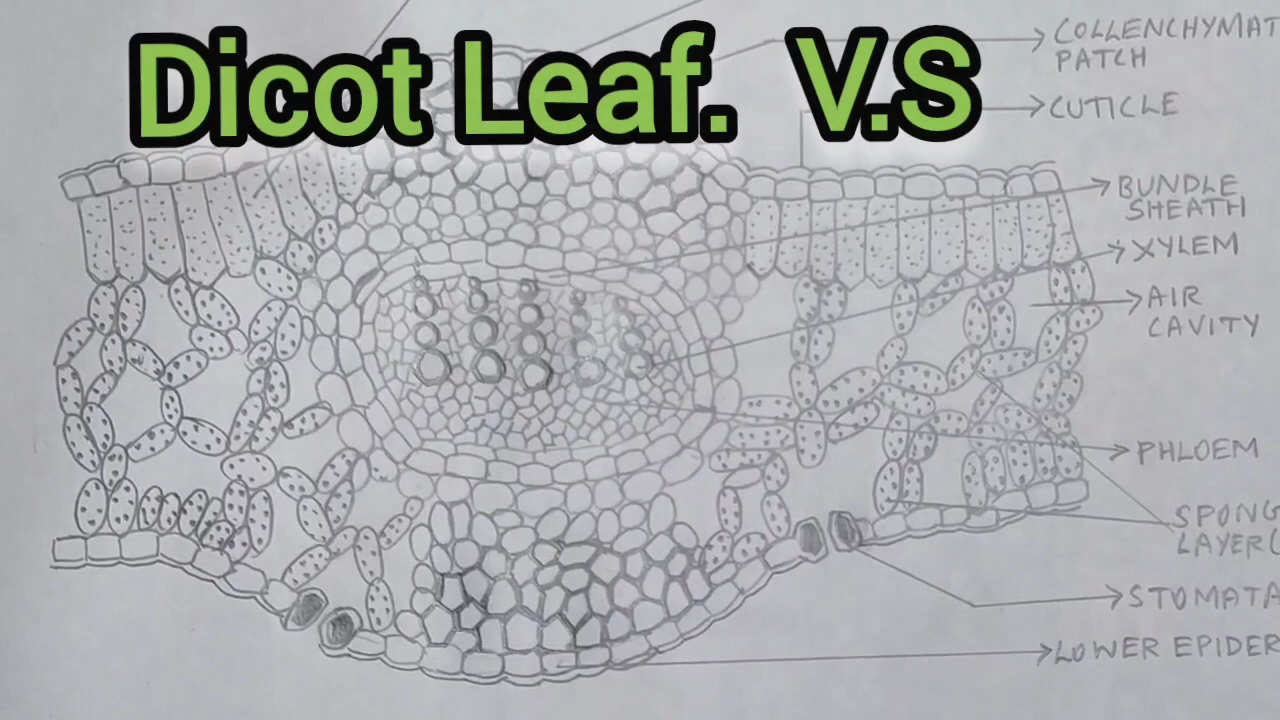 Dicot Leaf. V.S
COLLENCHYMAT
PATCH
CUTICLE
BUNDLE
SHEATH
XYLEM
AIR
CAVITY
PHLOEM
SPONG
LAYER(
STOMATA
LOWER EPIDER